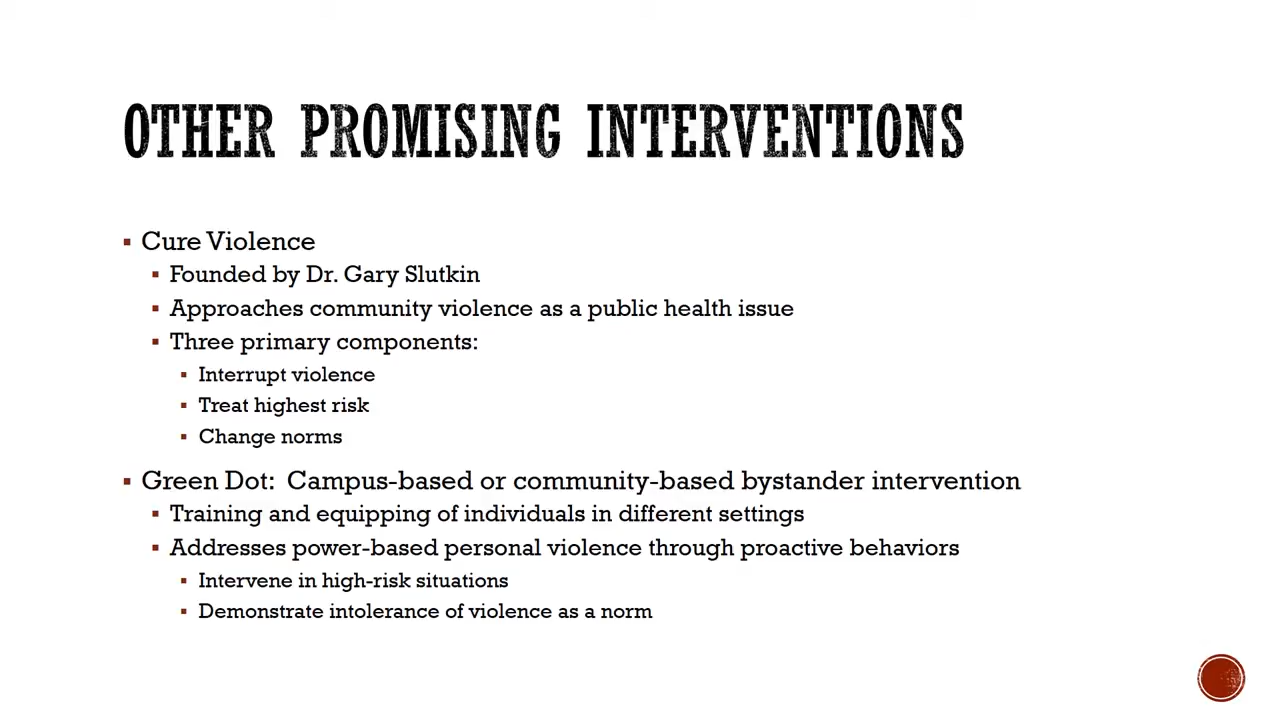 OTHER PROMISING INTERVENTIONS
▪ Cure Violence
▪ Founded by Dr. Gary Slutkin
▪ Approaches community violence as a public health issue
▪ Three primary components:
▪ Interrupt violence
▪ Treat highest risk
▪ Change norms
▪ Green Dot: Campus-based or community-based bystander intervention
▪ Training and equipping of individuals in different settings
▪ Addresses power-based personal violence through proactive behaviors
▪ Intervene in high-risk situations
▪ Demonstrate intolerance of violence as a norm